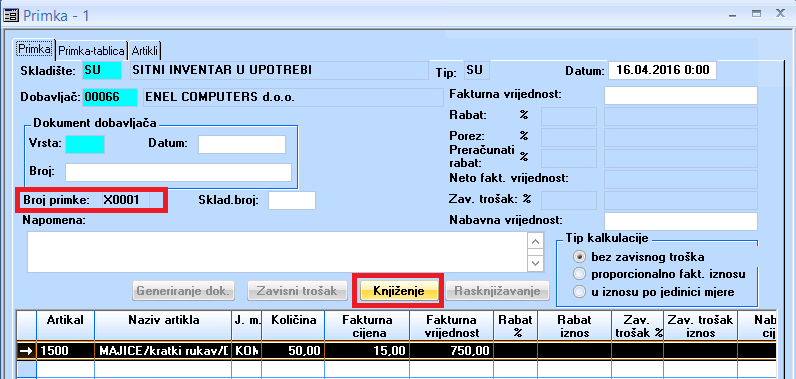 Primka - 1
Primka Primka-tablica Artikli
Skladište: SU SITNI INVENTAR U UPOTREBI Tip: SU Datum: 16.04.2016 0:00
Dobavljač: 00066 ENEL COMPUTERS d.o.o. Fakturna vrijednost:
Rabat: %
Dokument dobavljača
Porez: %
Vrsta: Datum:
Preračunati rabat: %
Broj:
Neto fakt. vrijednost:
Broj primke: X0001 Sklad.broj: Zav. trošak: %
Napomena: Nabavna vrijednost:
Tip kalkulacije
bez zavisnog troška
proporcionalno fakt. iznosu
u iznosu po jedinici mjere
Generiranje dok. Zavisni trošak Knjiženje Rasknjižavanje
Artikal Naziv artikla J. m. Količina Fakturna cijena Fakturna vrijednost Rabat % Rabat iznos Zav. trošak % Zav. trošak iznos Nab cij
1500 MAJICE/kratki rukav/D KOM 50,00 15,00 750,00